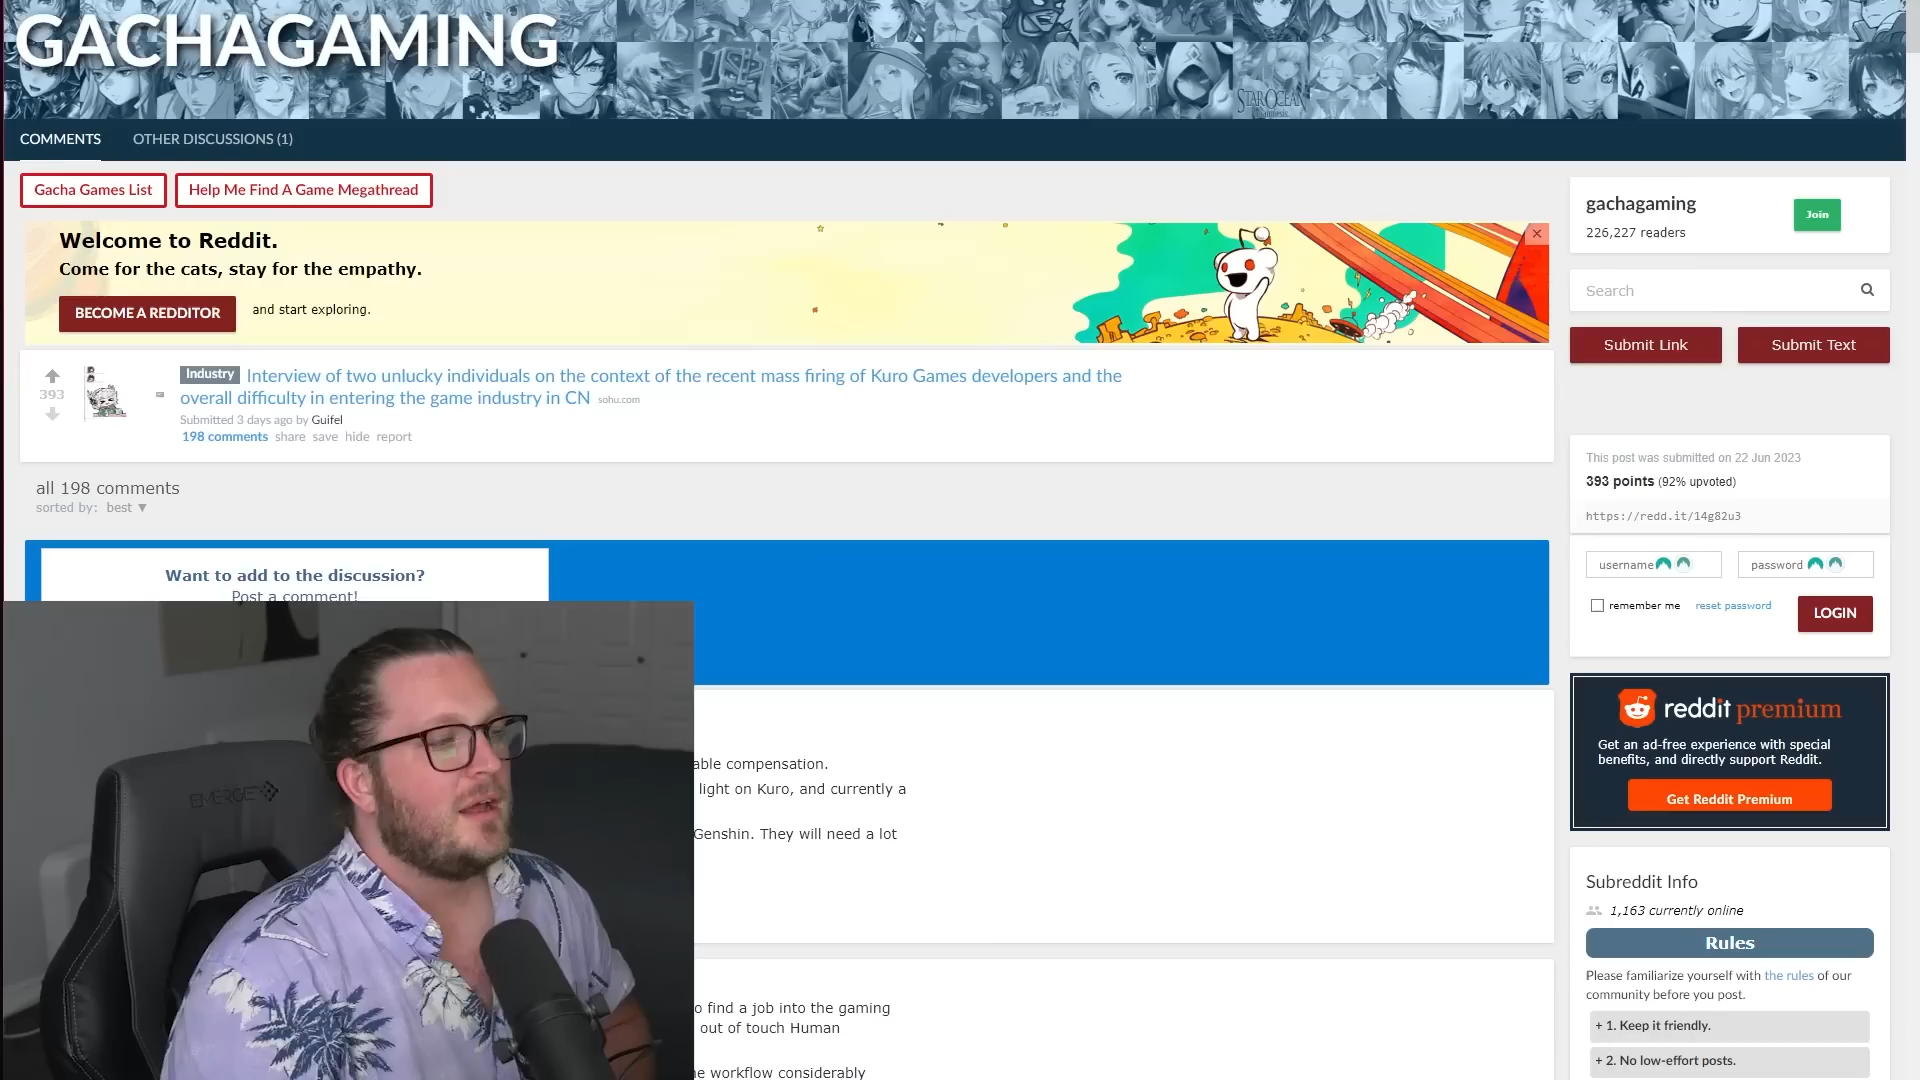 GACHAGAMING
STAR OCEAN
COMMENTS
OTHER DISCUSSIONS (1)
Gacha Games List
Help Me Find A Game Megathread
Welcome to Reddit.
Come for the cats, stay for the empathy.
BECOME A REDDITOR
and start exploring.
393
Industry Interview of two unlucky individuals on the context of the recent mass firing of Kuro Games developers and the
overall difficulty in entering the game industry in CN sohu.com
Submitted 3 days ago by Guifel
198 comments share save hide report
all 198 comments
sorted by: best ▼
Want to add to the discussion?
Post a comment!
able compensation.
light on Kuro, and currently a
Genshin. They will need a lot
o find a job into the gaming
out of touch Human
e workflow considerably
EMERGE
gachagaming
Join
226,227 readers
Search
Submit Link
Submit Text
This post was submitted on 22 Jun 2023
393 points (92% upvoted)
https://redd.it/14g82u3
username
password
remember me
reset password
LOGIN
reddit premium
Get an ad-free experience with special
benefits, and directly support Reddit.
Get Reddit Premium
Subreddit Info
1,163 currently online
Rules
Please familiarize yourself with the rules of our
community before you post.
+ 1. Keep it friendly.
+ 2. No low-effort posts.